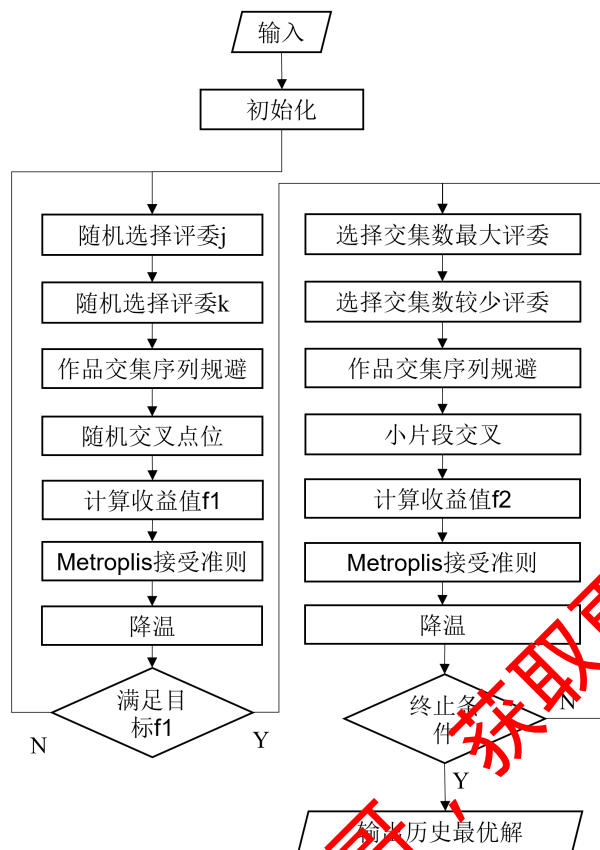 输入
初始化
随机选择评委j
随机选择评委k
作品交集序列规避
随机交叉点位
计算收益值f1
Metroplis接受准则
降温
满足目
标f1
N
Y
选择交集数最大评委
选择交集数较少评委
作品交集序列规避
小片段交叉
计算收益值f2
Metroplis接受准则
降温
终止条
件
N
Y
输出历史最优解
，获取